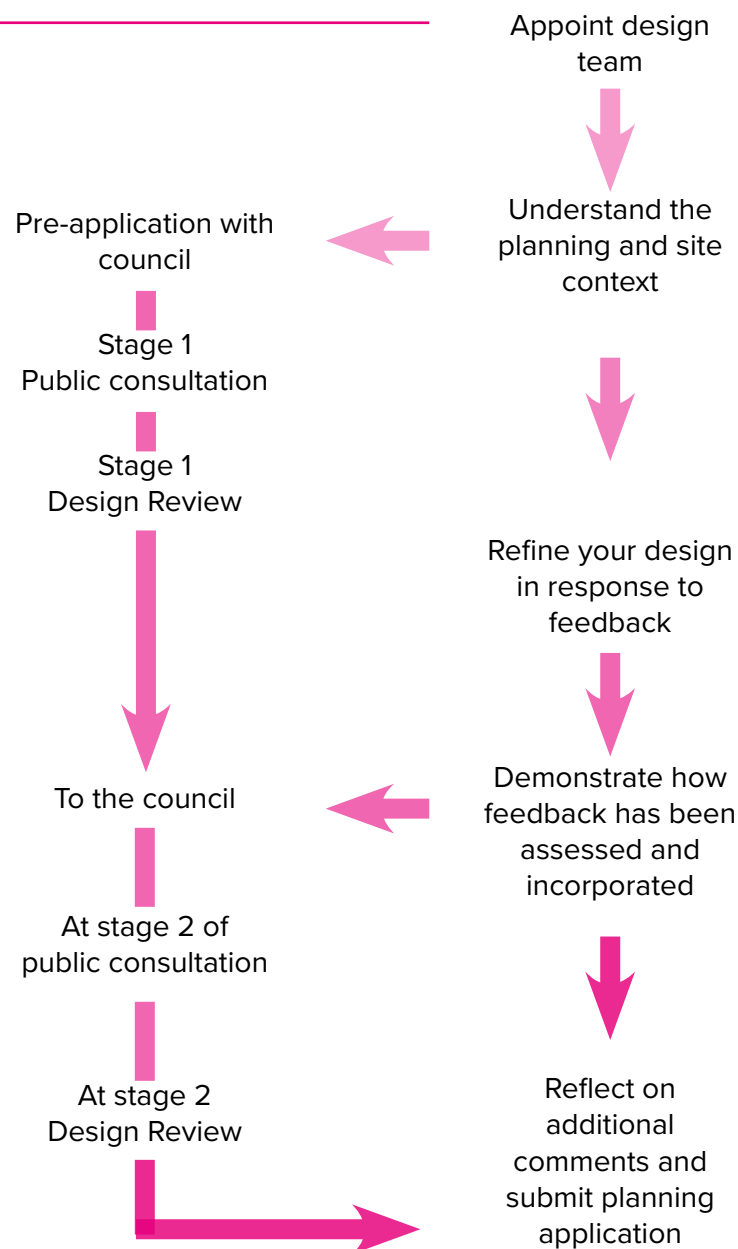 Appoint design
team
Understand the
planning and site
context
Pre-application with
council
Stage 1
Public consultation
Stage 1
Design Review
Refine your design
in response to
feedback
Demonstrate how
feedback has been
assessed and
incorporated
To the council
At stage 2 of
public consultation
At stage 2
Design Review
Reflect on
additional
comments and
submit planning
application